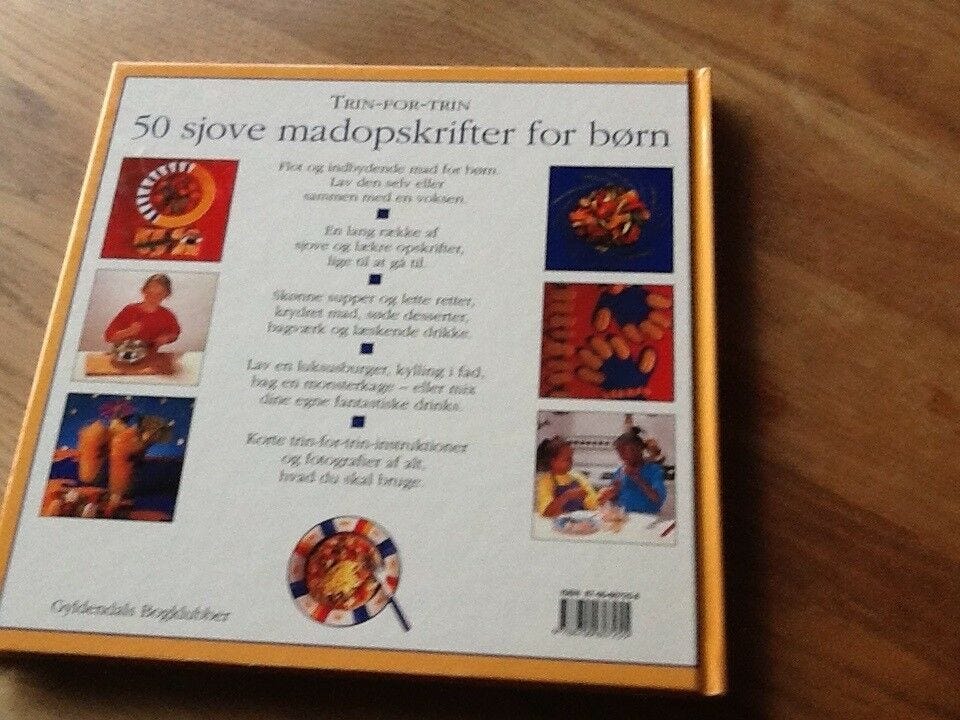 TRIN-FOR-TRIN
50 sjove madopskrifter for børn
Flot og indbydende mad for børn.
Lav den selv eller
sammen med en voksen.
En lang række af
sjove og lækre opskrifter,
lige til at gå til.
Skønne supper og lette retter,
krydret mad, søde desserter,
bagværk og læskende drikke.
Lav en luksusburger, kylling i fad,
bag en monsterkage – eller mix
dine egne fantastiske drinks.
Korte trin-for-trin-instruktioner
og fotografier af alt,
hvad du skal bruge.
Gyldendals Bogklubber
ISBN